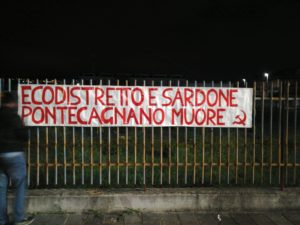 ECODISTRETTO E SARDONE
PONTECAGNANO MUORE